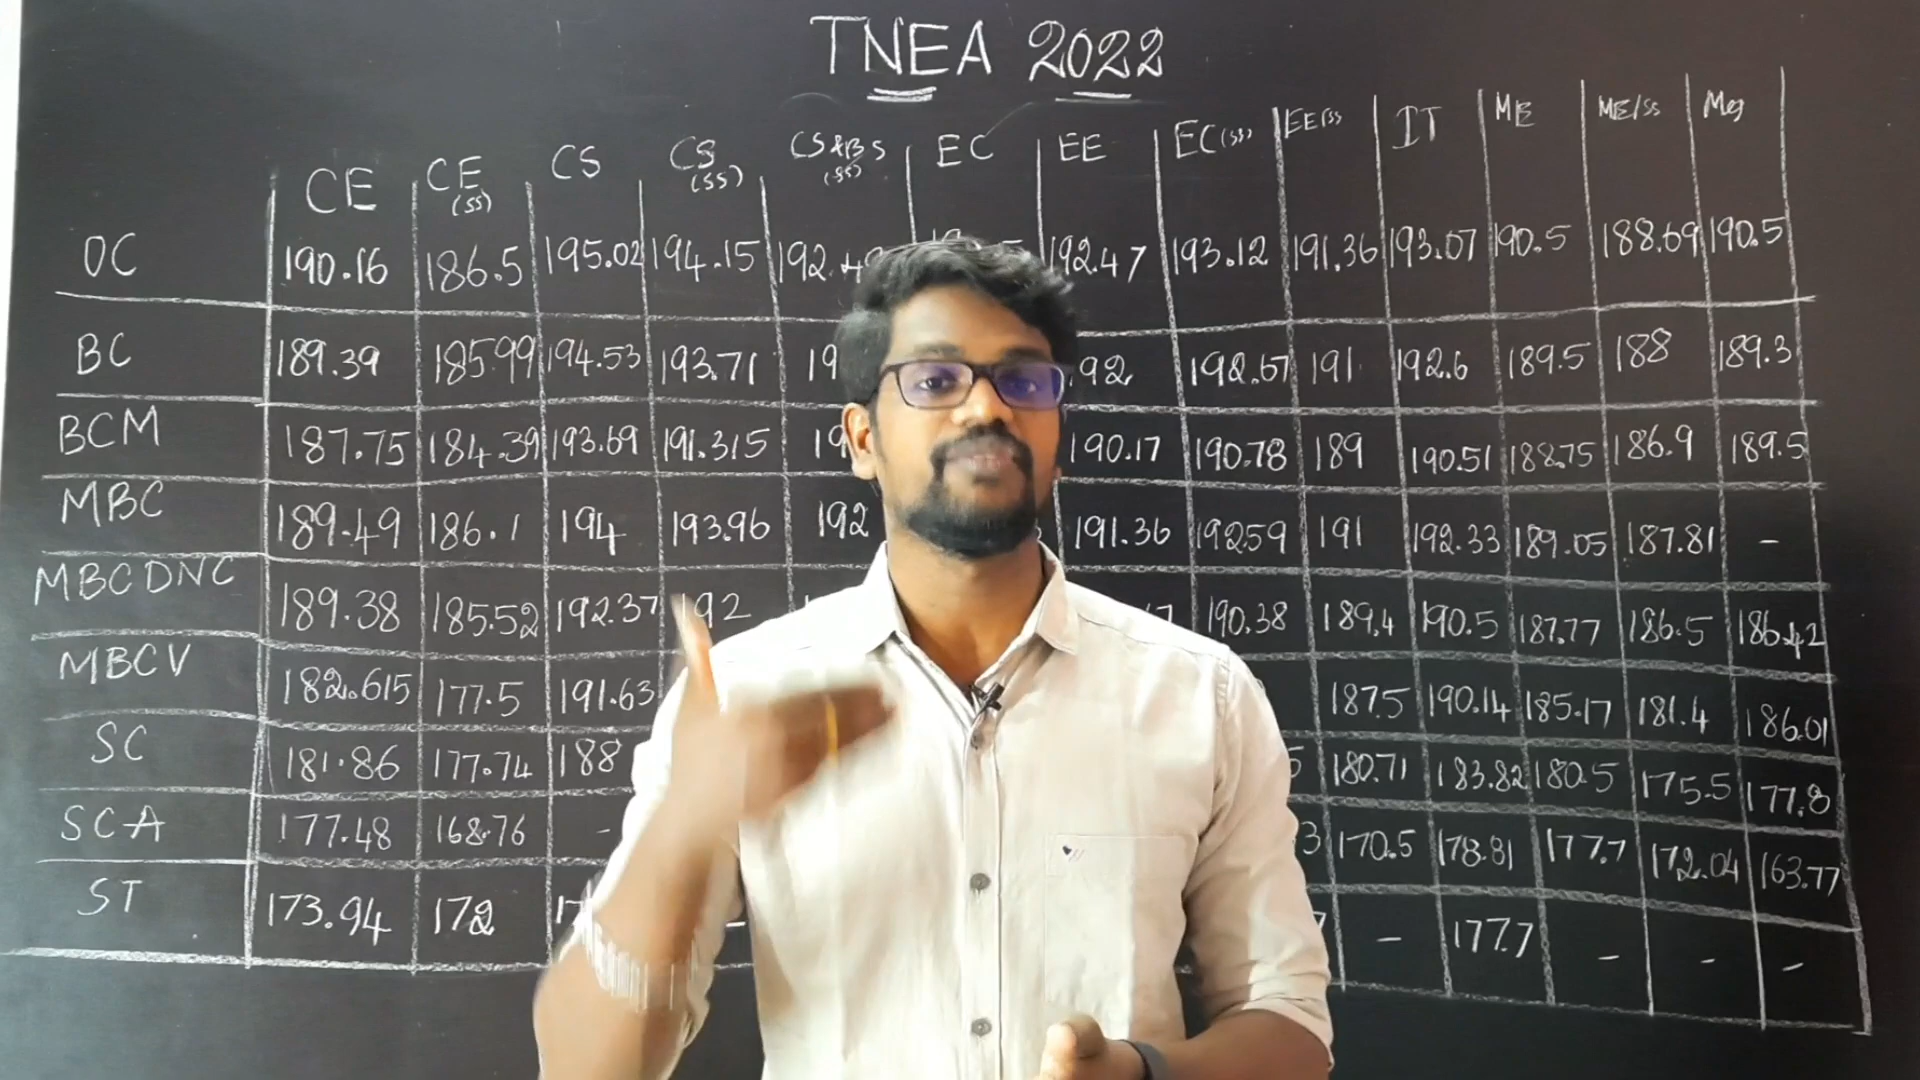 TNEA 2022
CE CE (SS) CS CS (SS) CS&BS (SS) EC EE EC(SS) EE/SS IT ME ME/SS Mg
OC 190.16 186.5 195.02 194.15 192.47 193.12 191.36 193.07 190.5 188.69 190.5
BC 189.39 185.99 194.53 193.71 192.67 191 192.6 189.5 188 189.3
BCM 187.75 184.39 193.69 191.315 190.17 190.78 189 190.51 188.75 186.9 189.5
MBC 189.49 186.1 194 193.96 192 191.36 192.59 191 192.33 189.05 187.81 -
MBCDNC 189.38 185.52 192.37 192 190.38 189.4 190.5 187.77 186.5 186.42
MBCV 182.615 177.5 191.63 187.5 190.14 185.17 181.4 186.01
SC 181.86 177.74 188 180.71 183.82 180.5 175.5 177.8
SCA 177.48 168.76 - 170.5 178.81 177.7 172.04 163.77
ST 173.94 172 - - 177.7 - - -